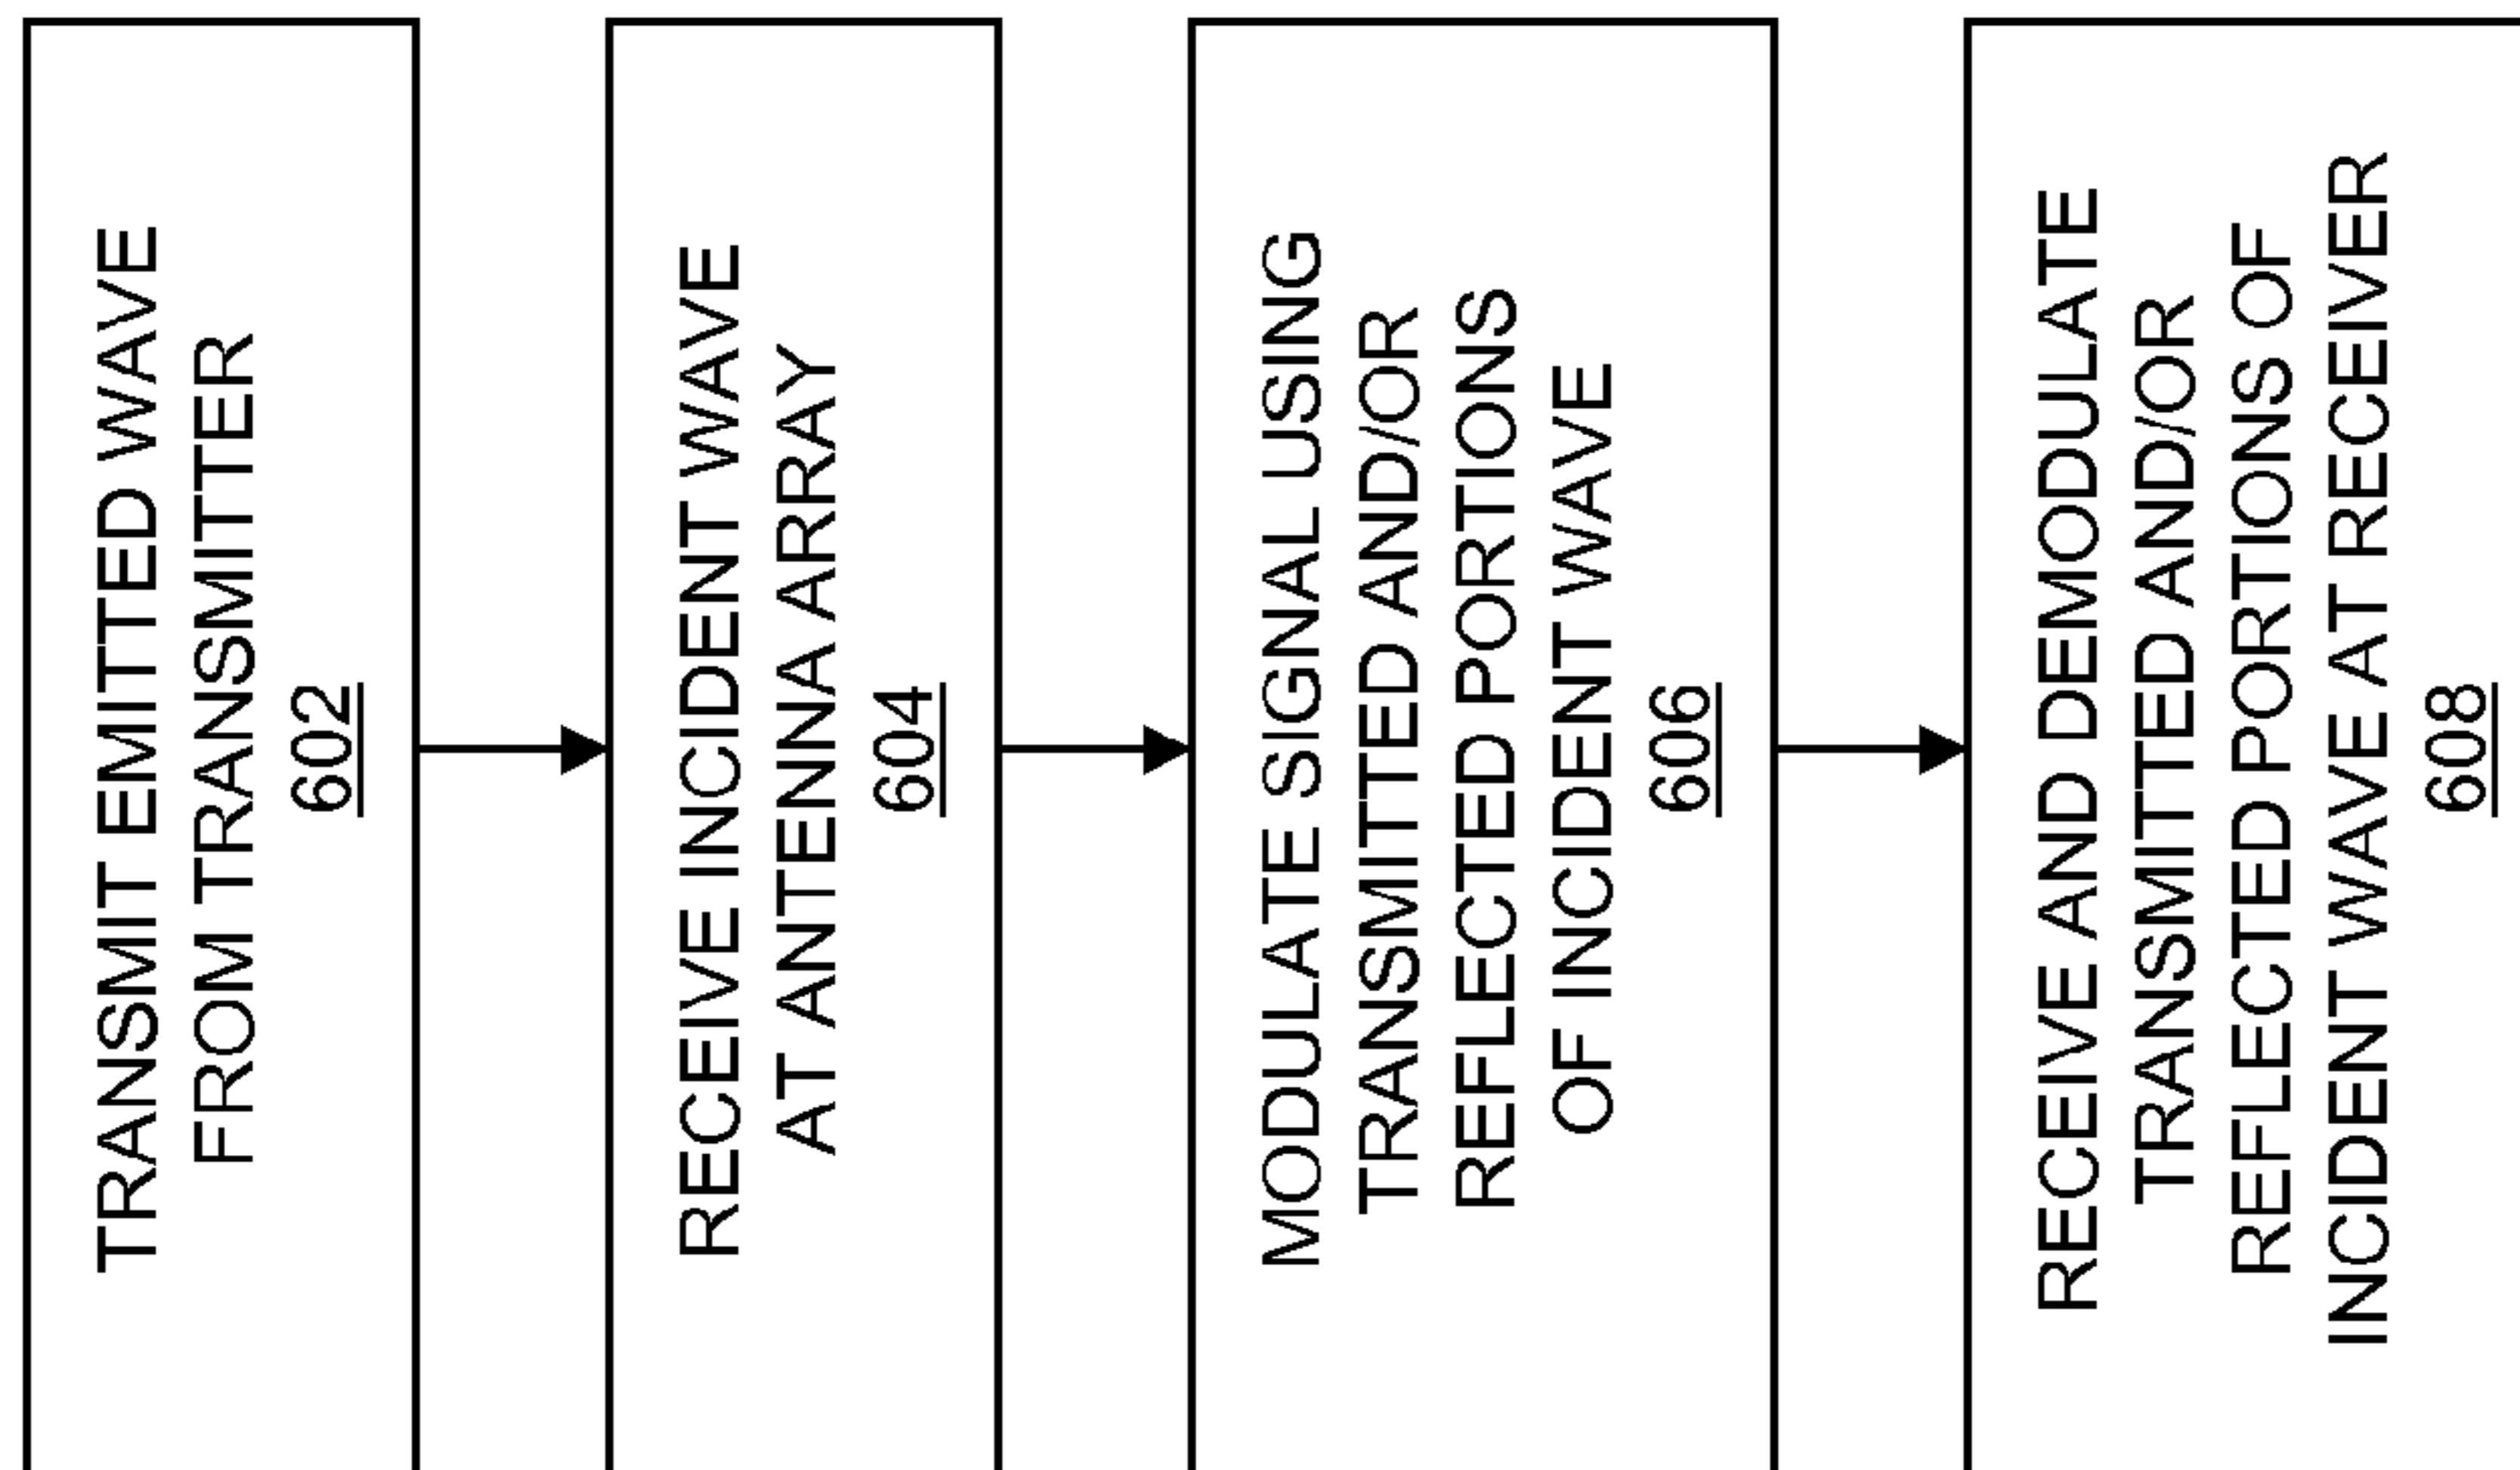 TRANSMIT EMITTED WAVE
FROM TRANSMITTER
602
RECEIVE INCIDENT WAVE
AT ANTENNA ARRAY
604
MODULATE SIGNAL USING
TRANSMITTED AND/OR
REFLECTED PORTIONS
OF INCIDENT WAVE
606
RECEIVE AND DEMODULATE
TRANSMITTED AND/OR
REFLECTED PORTIONS OF
INCIDENT WAVE AT RECEIVER
608